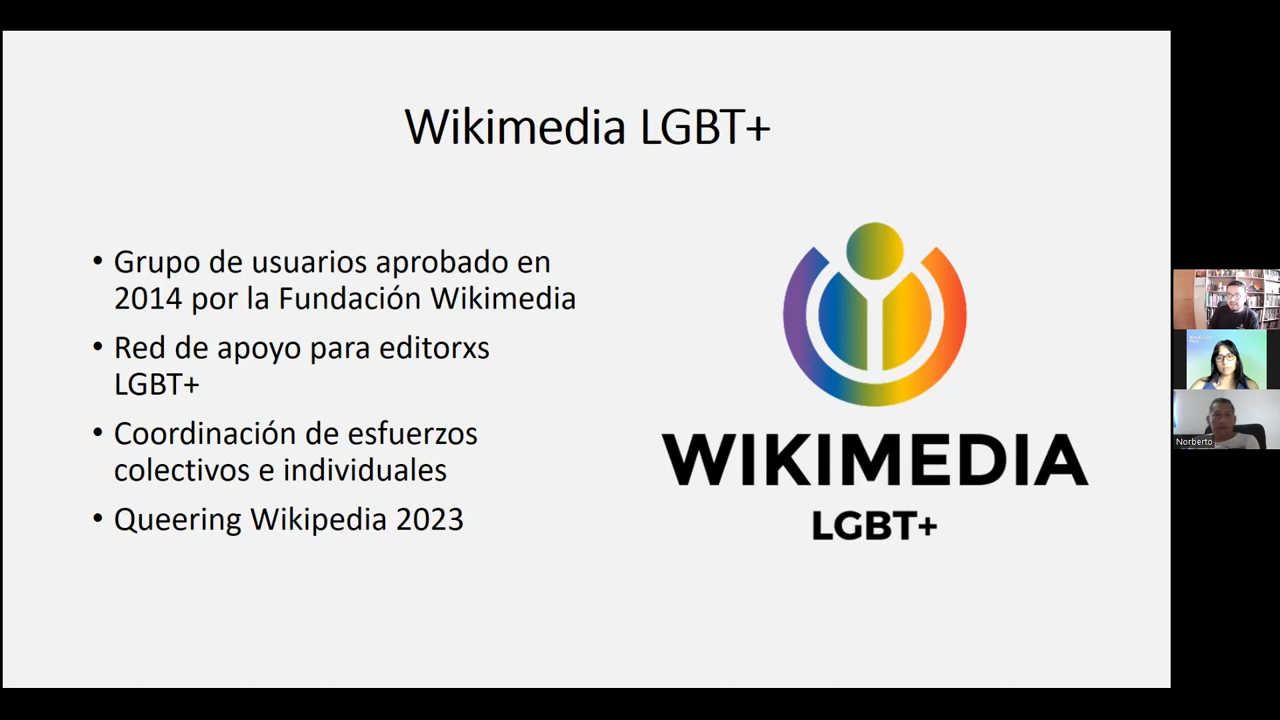 Wikimedia LGBT+
• Grupo de usuarios aprobado en
2014 por la Fundación Wikimedia
• Red de apoyo para editorxs
LGBT+
• Coordinación de esfuerzos
colectivos e individuales
• Queering Wikipedia 2023
WIKIMEDIA
LGBT+
Norberto